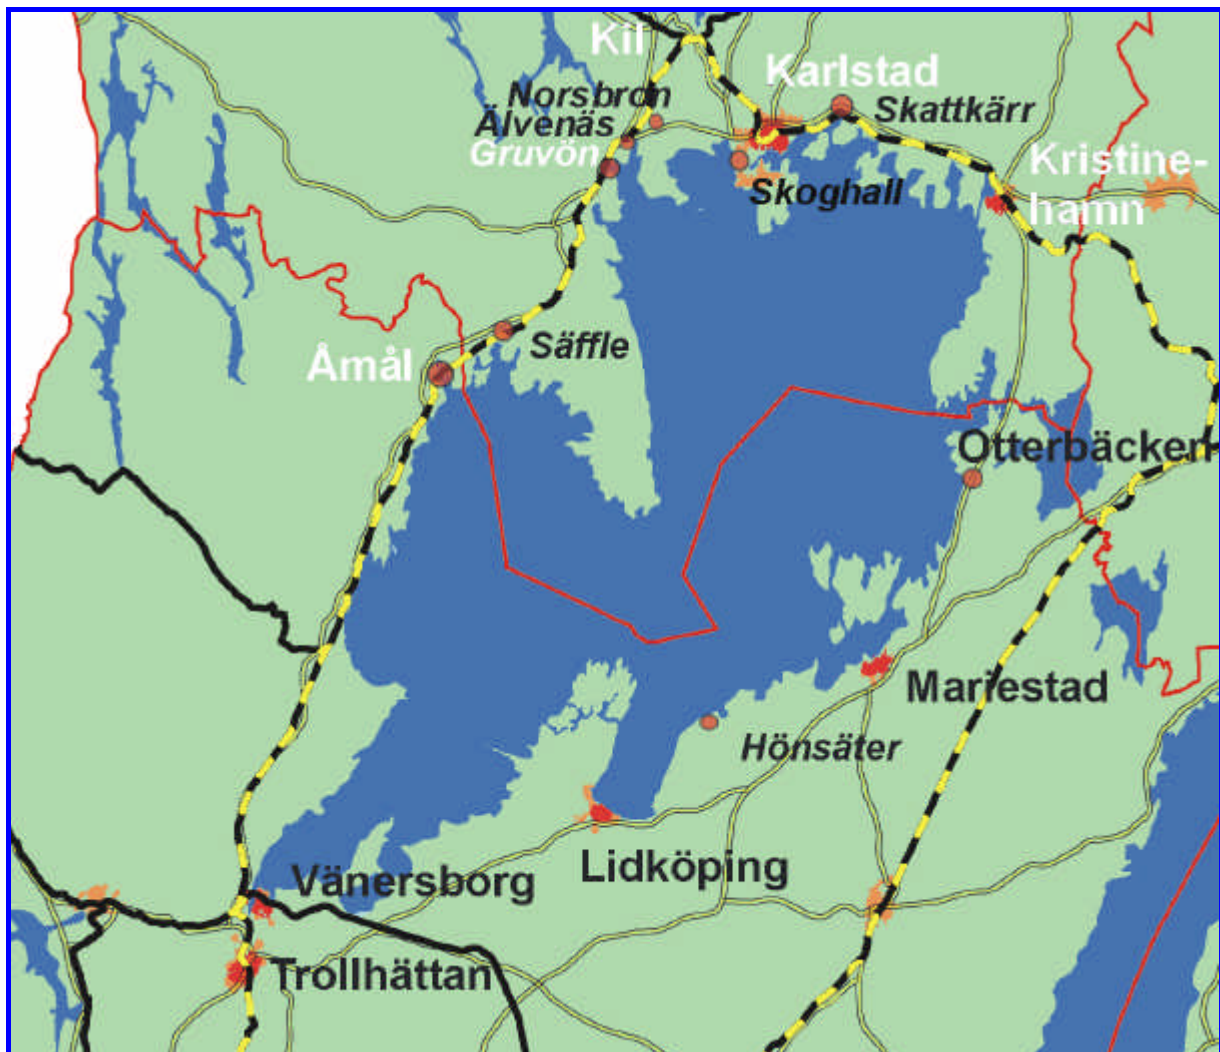 Kil
Karlstad
Norsbron
Skattkärr
Älvenäs
Gruvön
Kristine-
hamn
Skoghall
Säffle
Åmål
Otterbäcken
Mariestad
Hönsäter
Lidköping
Vänersborg
Trollhättan